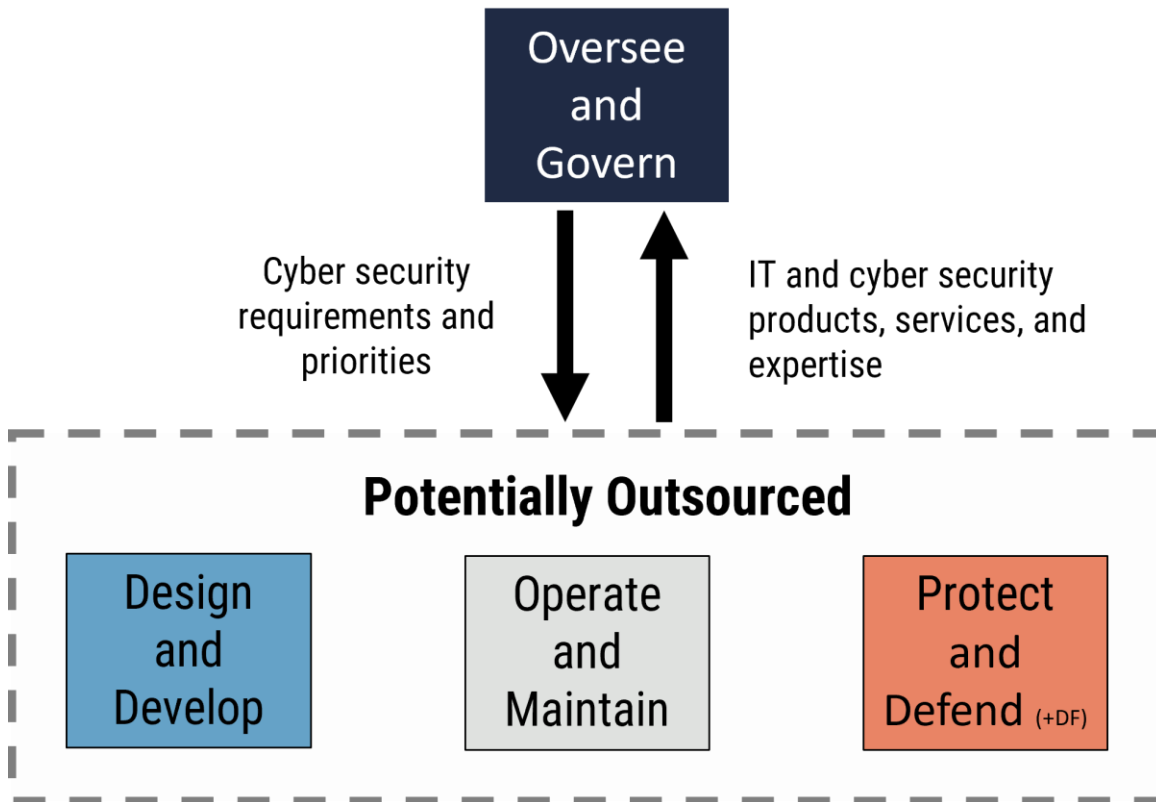 Oversee
and
Govern
Cyber security
requirements and
priorities
IT and cyber security
products, services, and
expertise
Potentially Outsourced
Design
and
Develop
Operate
and
Maintain
Protect
and
Defend (+DF)